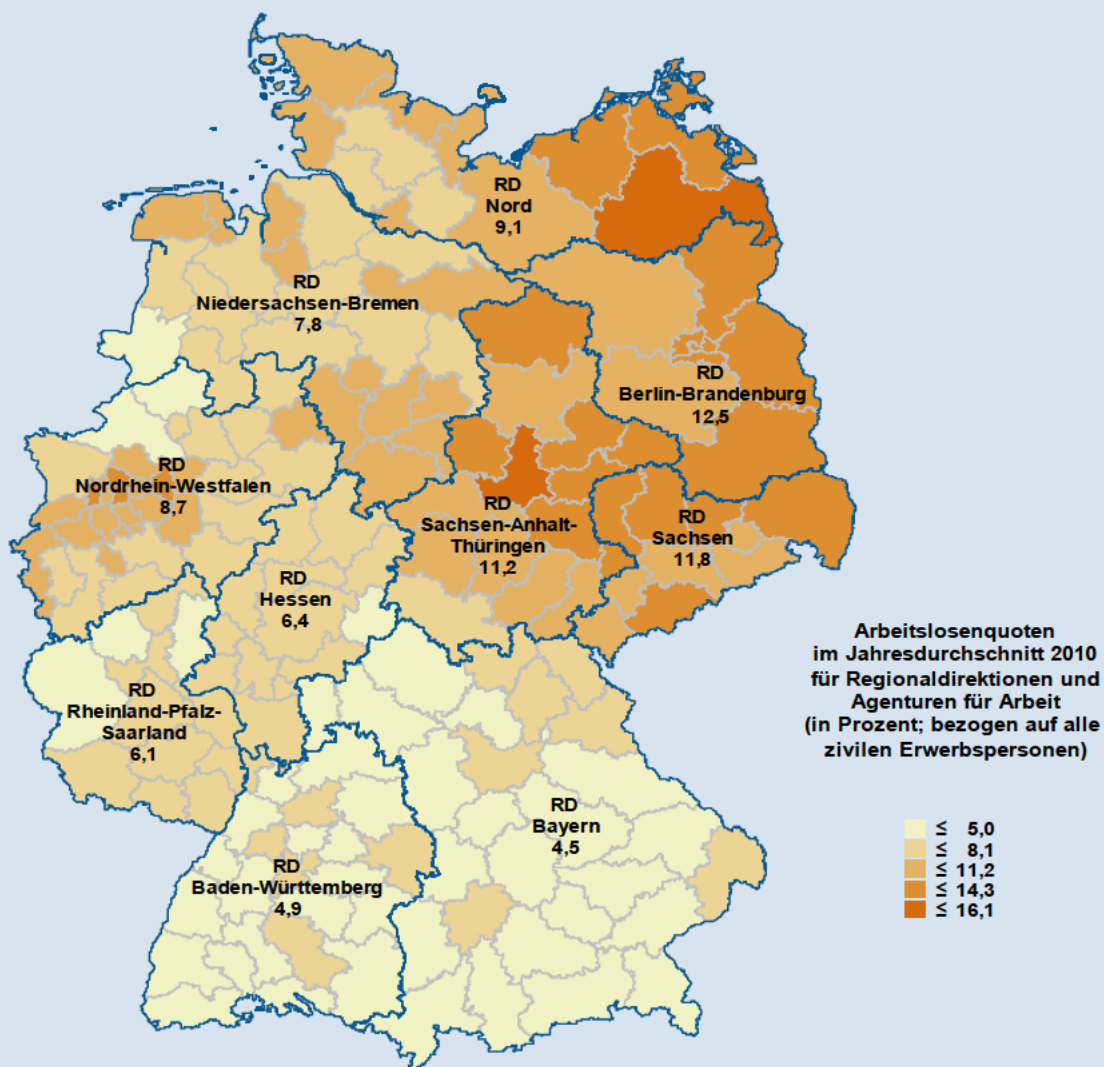 RD
Nord
9,1
RD
Niedersachsen-Bremen
7,8
RD
Berlin-Brandenburg
12,5
RD
Nordrhein-Westfalen
8,7
RD
Sachsen-Anhalt-
Thüringen
11,2
RD
Sachsen
11,8
RD
Hessen
6,4
RD
Rheinland-Pfalz-
Saarland
6,1
RD
Bayern
4,5
RD
Baden-Württemberg
4,9
Arbeitslosenquoten
im Jahresdurchschnitt 2010
für Regionaldirektionen und
Agenturen für Arbeit
(in Prozent; bezogen auf alle
zivilen Erwerbspersonen)
≤ 5,0
≤ 8,1
≤ 11,2
≤ 14,3
≤ 16,1